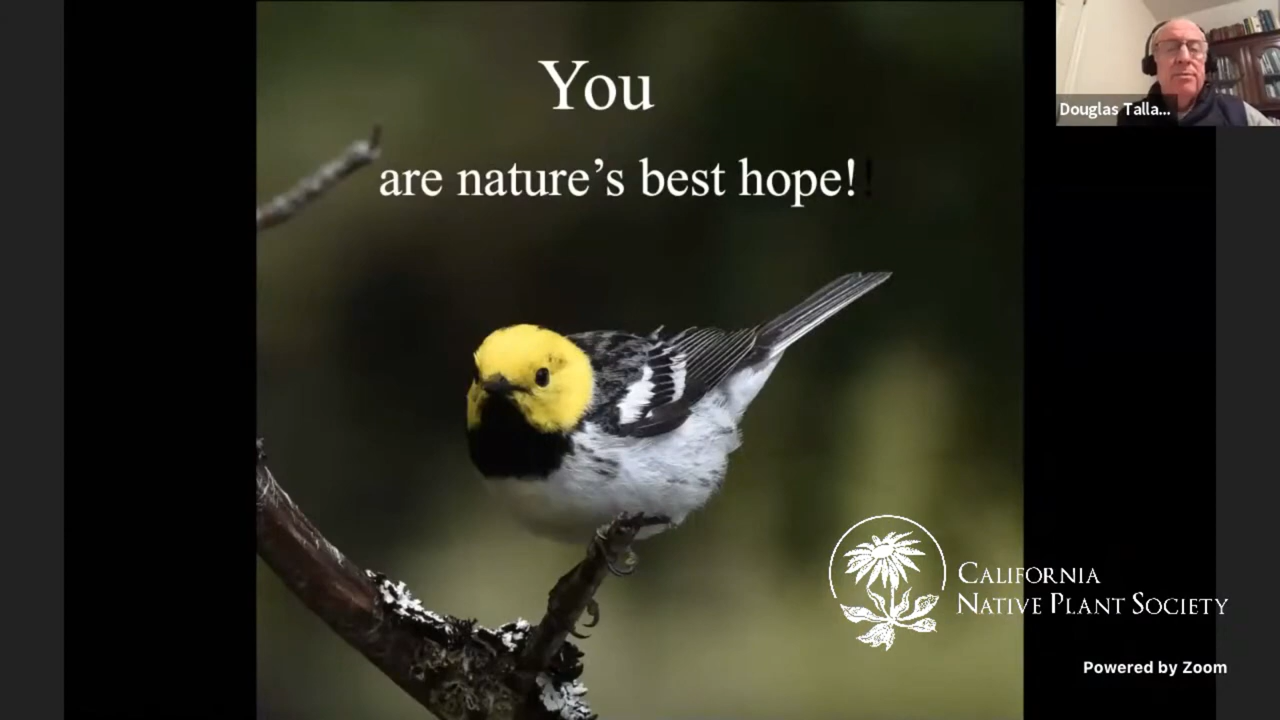 You
are nature’s best hope!!
Douglas Talla...
CALIFORNIA
NATIVE PLANT SOCIETY
Powered by Zoom